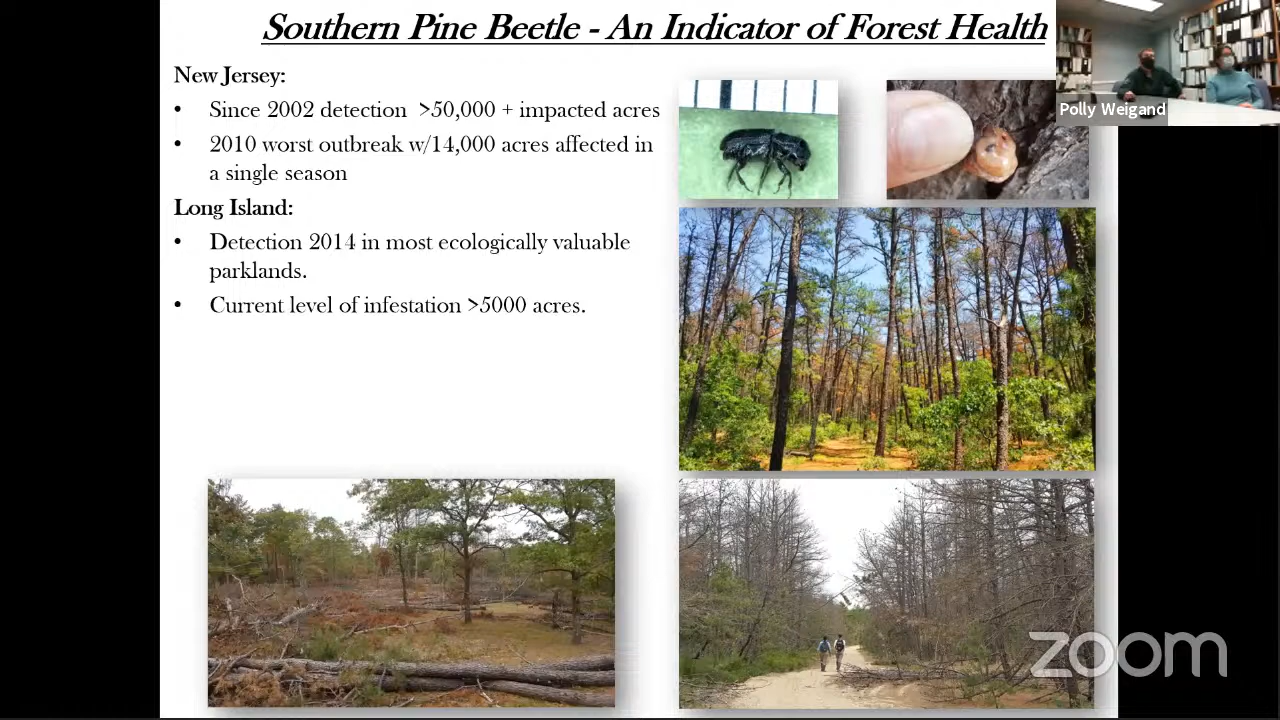 Southern Pine Beetle - An Indicator of Forest Health
New Jersey:
• Since 2002 detection >50,000 + impacted acres
• 2010 worst outbreak w/14,000 acres affected in
a single season
Long Island:
• Detection 2014 in most ecologically valuable
parklands.
• Current level of infestation >5000 acres.
Polly Weigand
zoom